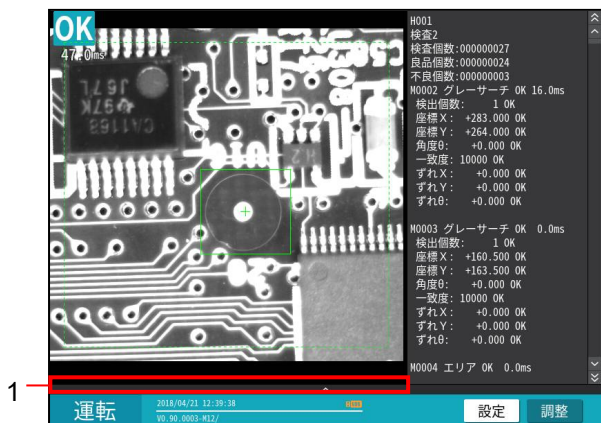 OK
47.0ms
J67L
97K
CA1168
HZ
H001
検査2
検査個数:000000027
良品個数:000000024
不良個数:000000003
M0002 グレーサーチ OK 16.0ms
検出個数: 1 OK
座標X: +283.000 OK
座標Y: +264.000 OK
角度θ: +0.000 OK
一致度: 10000 OK
ずれX: +0.000 OK
ずれY: +0.000 OK
ずれθ: +0.000 OK
M0003 グレーサーチ OK 0.0ms
検出個数: 1 OK
座標X: +160.500 OK
座標Y: +163.500 OK
角度θ: +0.000 OK
一致度: 10000 OK
ずれX: +0.000 OK
ずれY: +0.000 OK
ずれθ: +0.000 OK
M0004 エリア OK 0.0ms
1
運転
2018/04/21 12:39:38
V0.90.0003-M12/
設定
調整